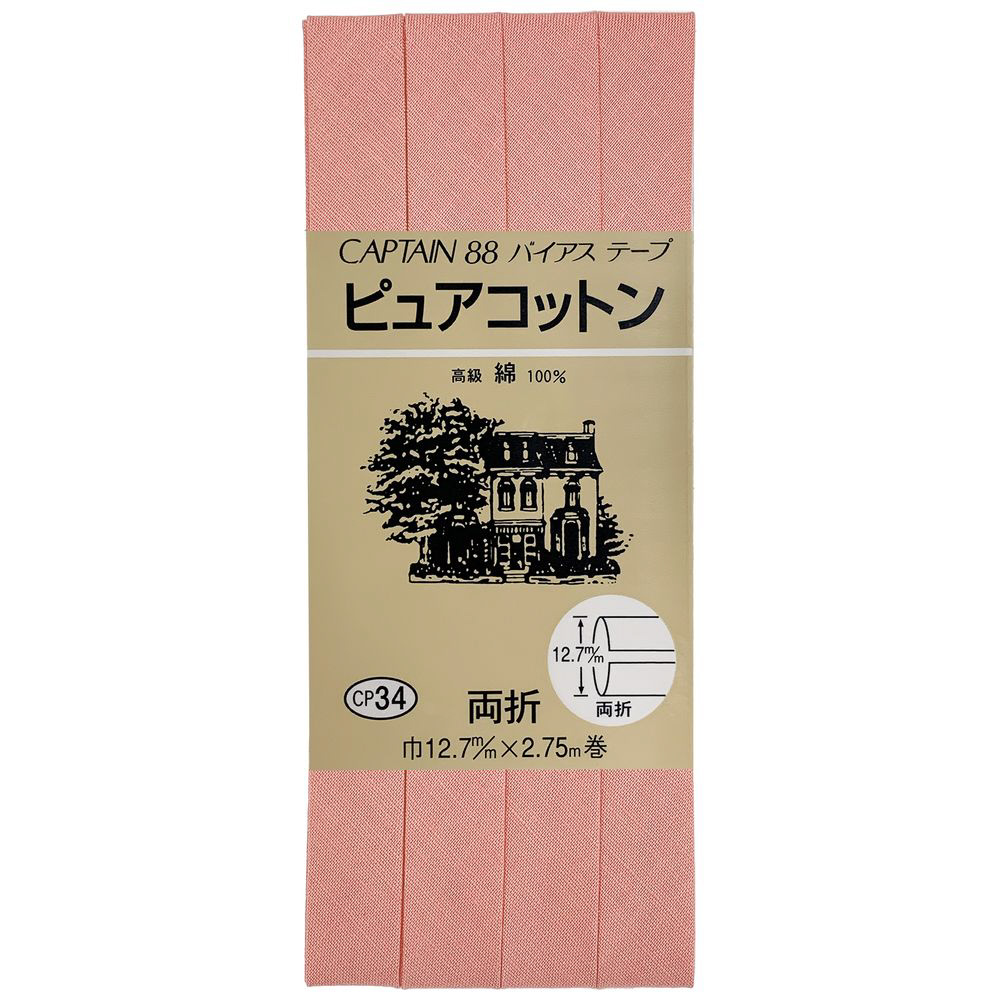 CAPTAIN 88 バイアス テープ
ピュアコットン
高級 綿 100%
12.7m/m
両折
CP34
両折
巾12.7m/m×2.75m巻